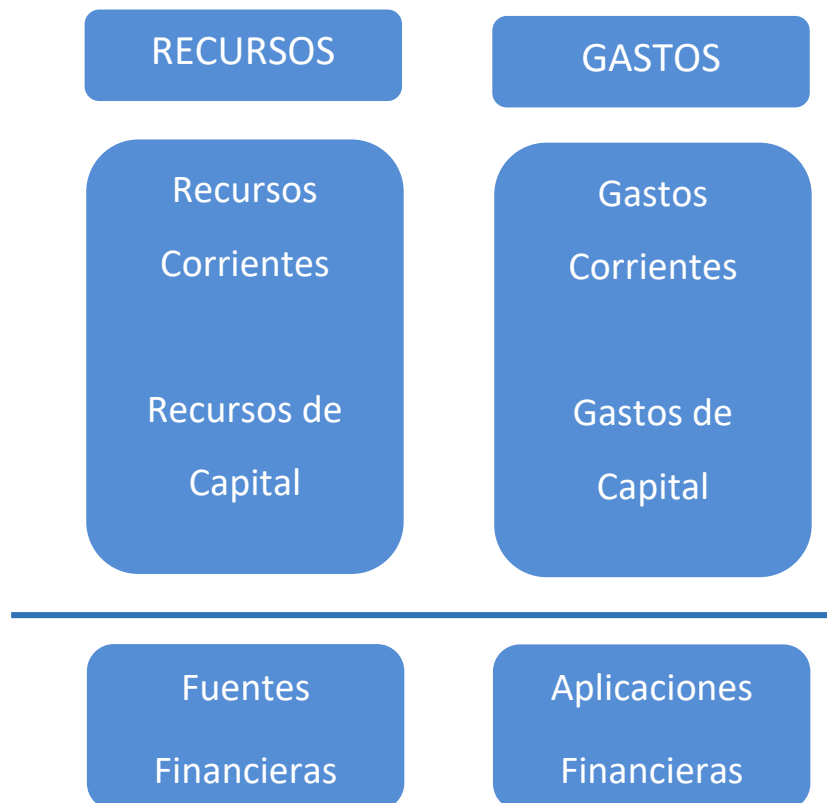 RECURSOS
GASTOS
Recursos
Corrientes
Recursos de
Capital
Gastos
Corrientes
Gastos de
Capital
Fuentes
Financieras
Aplicaciones
Financieras